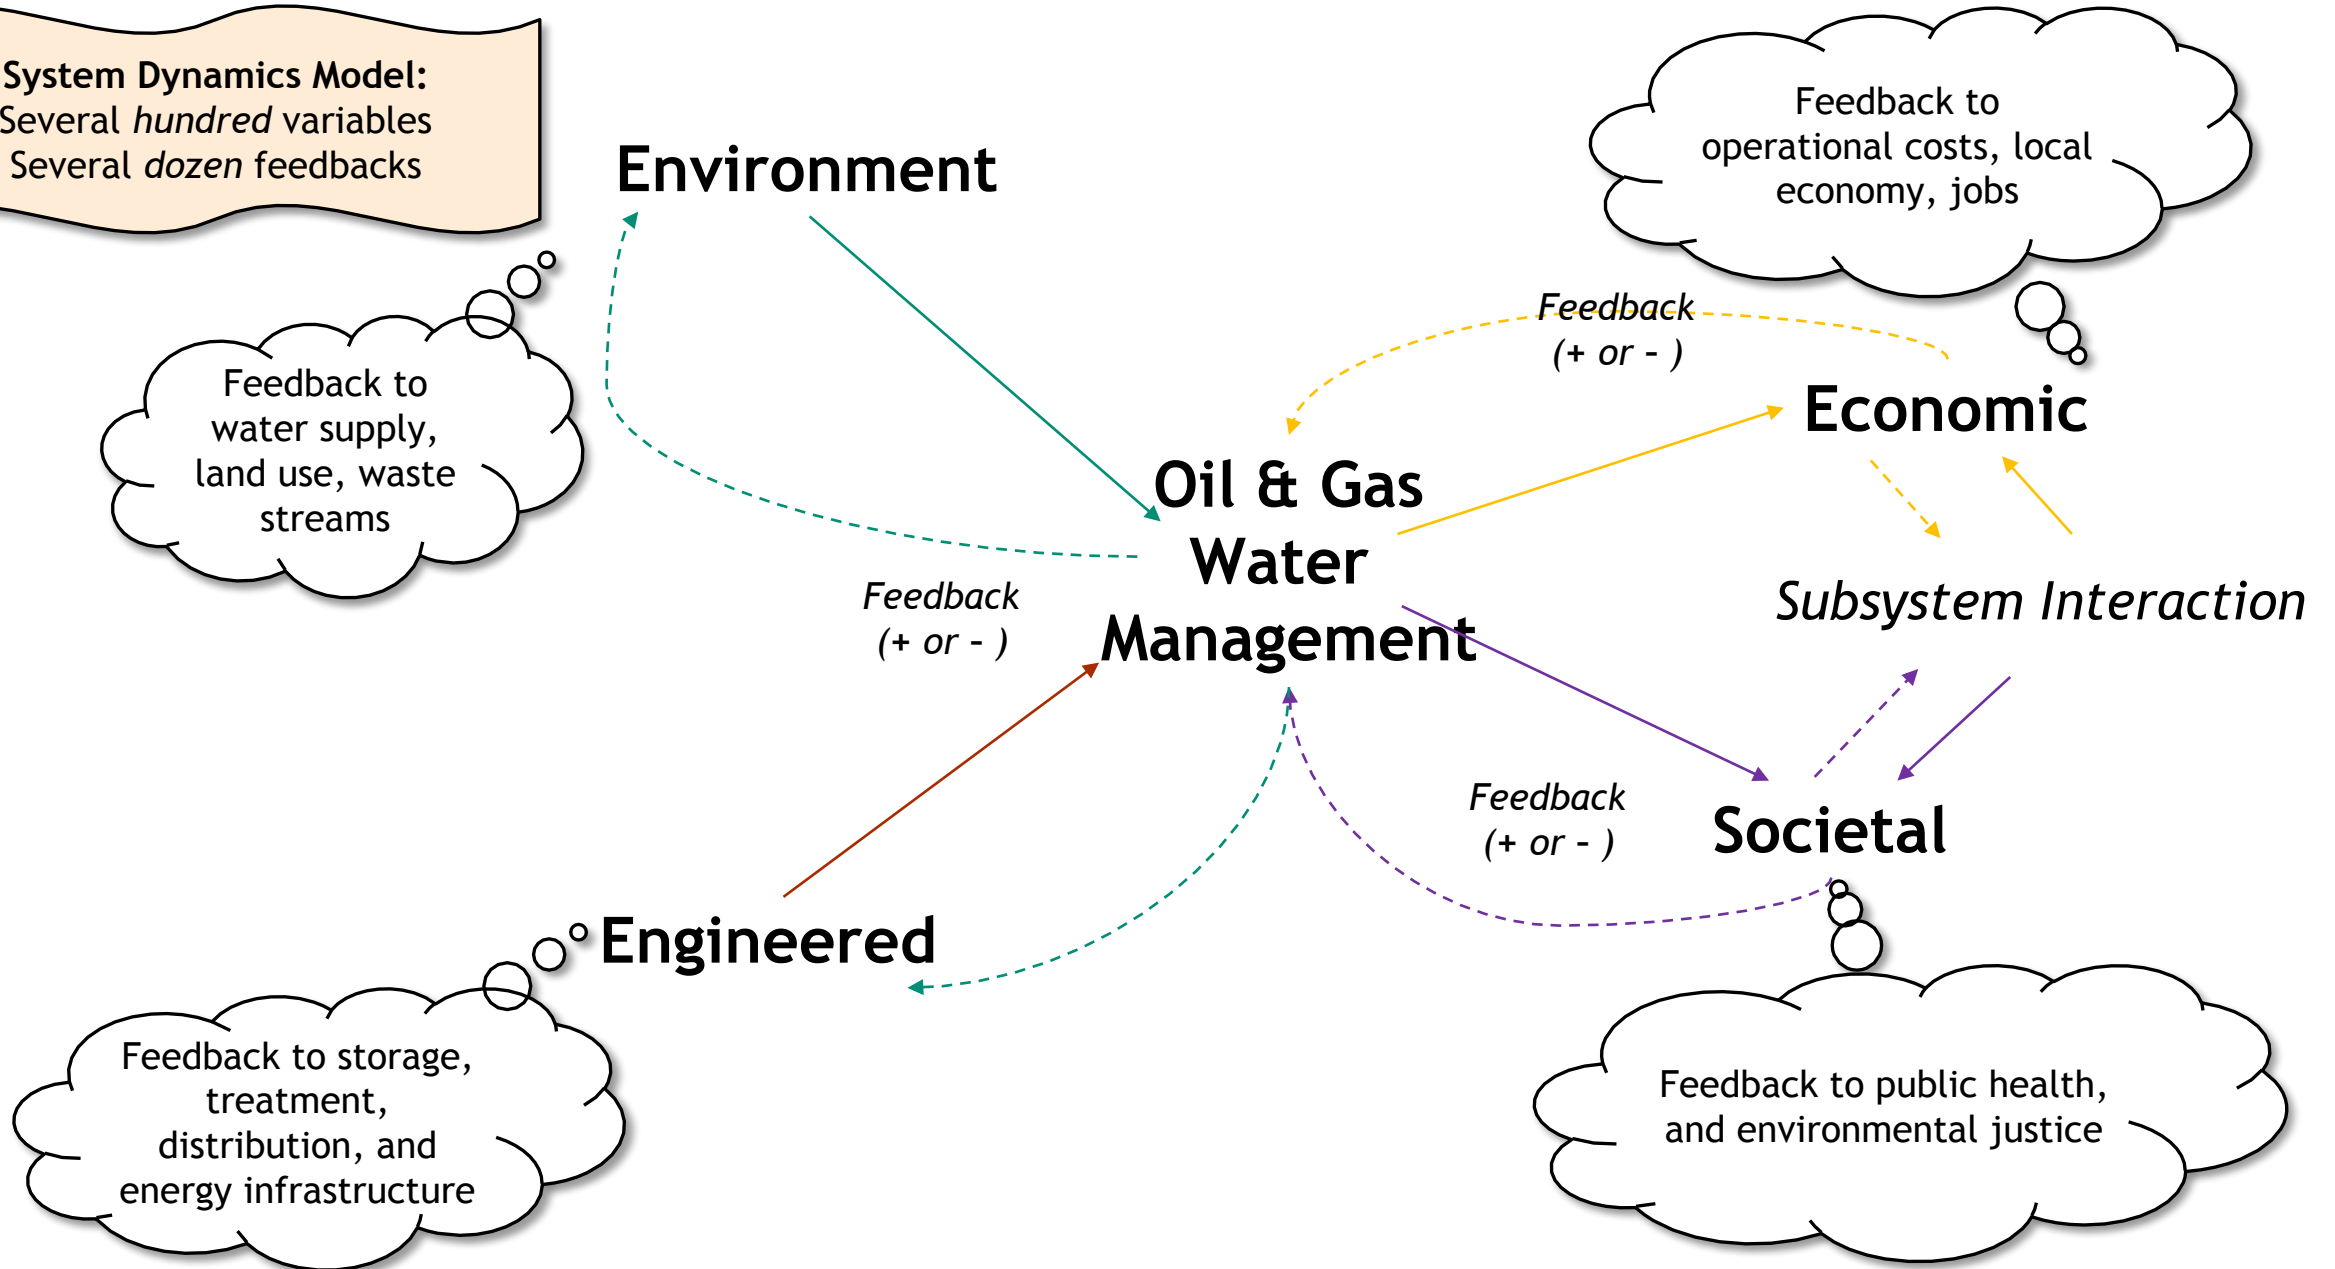 System Dynamics Model:
Several hundred variables
Several dozen feedbacks
Environment
Feedback to
operational costs, local
economy, jobs
Feedback to
water supply,
land use, waste
streams
Feedback
(+ or - )
Economic
Oil & Gas
Water
Management
Feedback
(+ or - )
Subsystem Interaction
Feedback
(+ or - )
Societal
Engineered
Feedback to storage,
treatment,
distribution, and
energy infrastructure
Feedback to public health,
and environmental justice